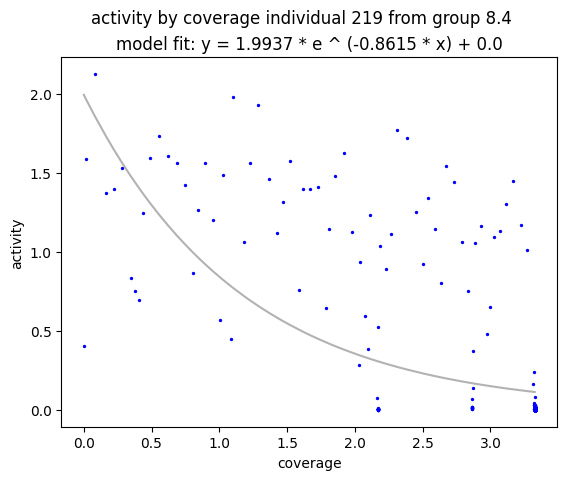 activity by coverage individual 219 from group 8.4
model fit: y = 1.9937 * e ^ (-0.8615 * x) + 0.0
2.0
1.5
1.0
0.5
0.0
activity
0.0 0.5 1.0 1.5 2.0 2.5 3.0
coverage